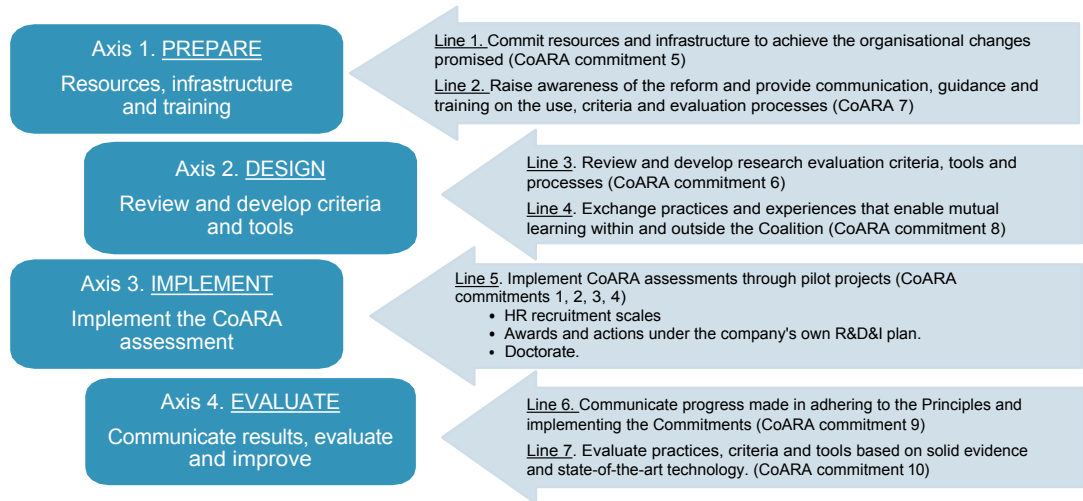 Axis 1. PREPARE
Resources, infrastructure
and training
Line 1. Commit resources and infrastructure to achieve the organisational changes
promised (CoARA commitment 5)
Line 2. Raise awareness of the reform and provide communication, guidance and
training on the use, criteria and evaluation processes (CoARA 7)
Axis 2. DESIGN
Review and develop criteria
and tools
Line 3. Review and develop research evaluation criteria, tools and
processes (CoARA commitment 6)
Line 4. Exchange practices and experiences that enable mutual
learning within and outside the Coalition (CoARA commitment 8)
Axis 3. IMPLEMENT
Implement the CoARA
assessment
Line 5. Implement CoARA assessments through pilot projects (CoARA
commitments 1, 2, 3, 4)
• HR recruitment scales
• Awards and actions under the company's own R&D&I plan.
• Doctorate.
Axis 4. EVALUATE
Communicate results, evaluate
and improve
Line 6. Communicate progress made in adhering to the Principles and
implementing the Commitments (CoARA commitment 9)
Line 7. Evaluate practices, criteria and tools based on solid evidence
and state-of-the-art technology. (CoARA commitment 10)